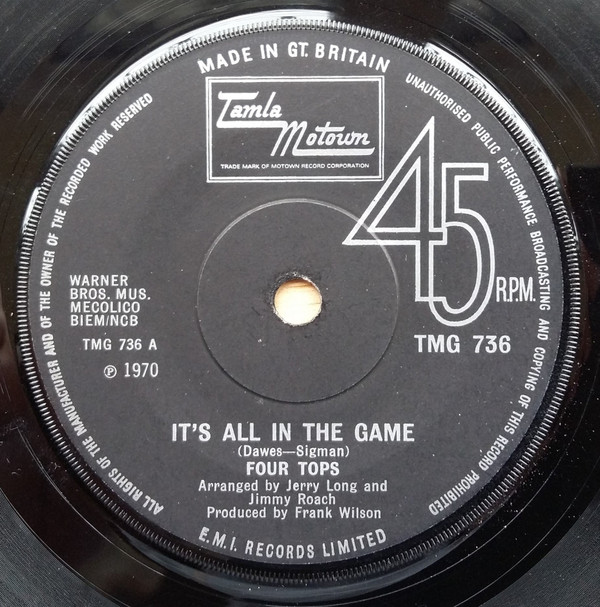 MADE IN GT. BRITAIN
UNAUTHORISED PUBLIC PERFORMANCE BROADCASTING AND COPYING OF THIS RECORD PROHIBITED
ALL RIGHTS OF THE MANUFACTURER AND OF THE OWNER OF THE RECORDED WORK RESERVED
Tamla
Motown
TRADE MARK OF MOTOWN RECORD CORPORATION
45
R.P.M.
WARNER
BROS. MUS.
MECOLICO
BIEM/NCB
TMG 736 A
℗ 1970
TMG 736
IT'S ALL IN THE GAME
(Dawes—Sigman)
FOUR TOPS
Arranged by Jerry Long and
Jimmy Roach
Produced by Frank Wilson
E.M.I. RECORDS LIMITED